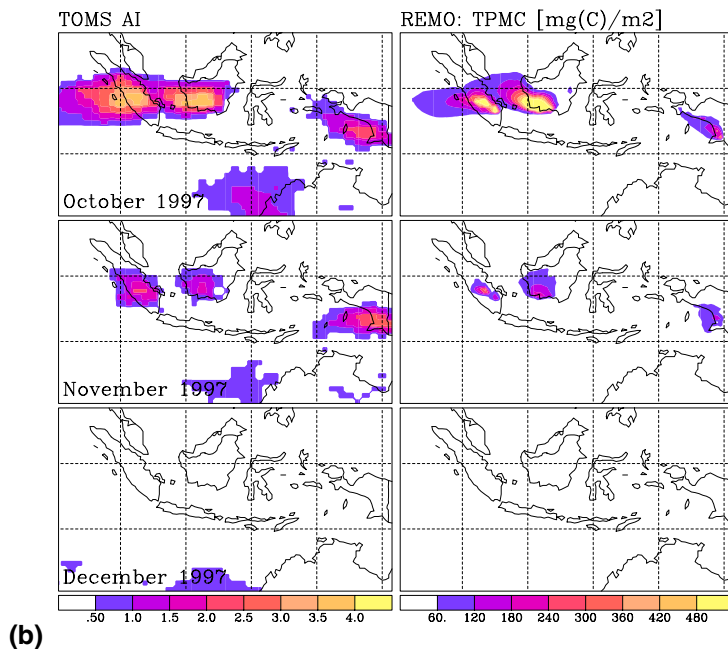 TOMS AI
REMO: TPMC [mg(C)/m2]
October 1997
November 1997
December 1997
.50 1.0 1.5 2.0 2.5 3.0 3.5 4.0
60. 120 180 240 300 360 420 480
(b)